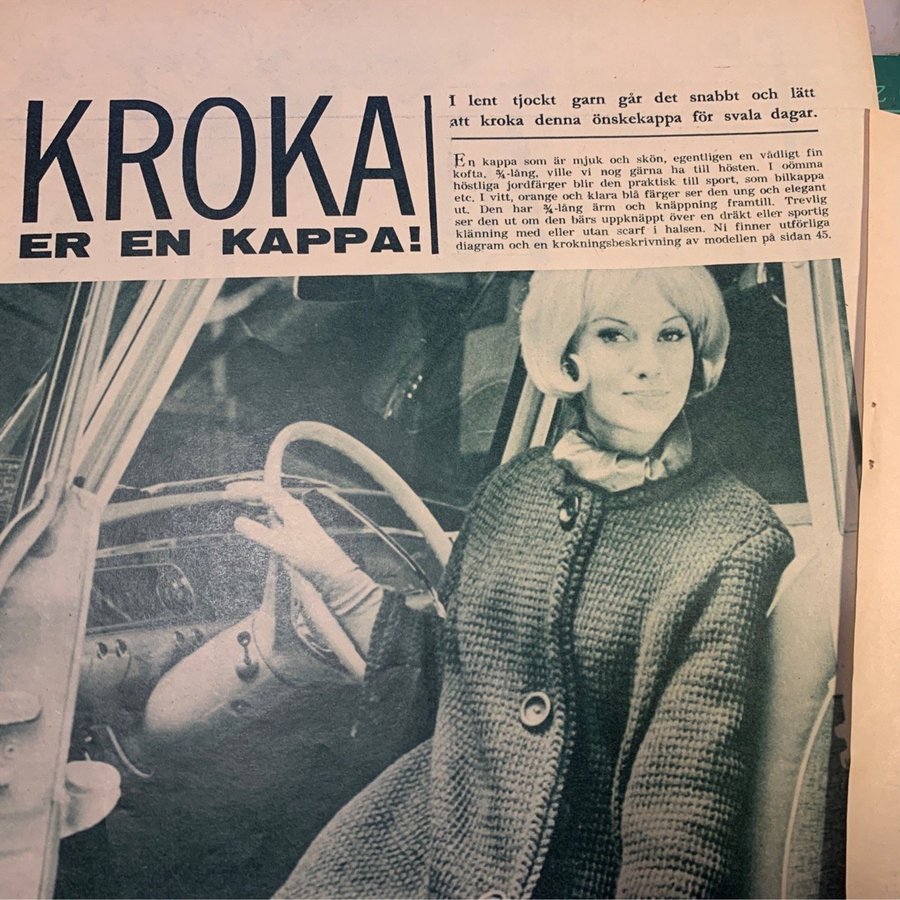 KROKA
ER EN KAPPA!
I lent tjockt garn går det snabbt och lätt
att kroka denna önskekappa för svala dagar.
En kappa som är mjuk och skön, egentligen en vådligt fin
kofta, ¾-lång, ville vi nog gärna ha till hösten. I oömma
höstliga jordfärger blir den praktisk till sport, som bilkappa
etc. I vitt, orange och klara blå färger ser den ung och elegant
ut. Den har ¾-lång ärm och knäppning framtill. Trevlig
ser den ut om den bärs uppknäppt över en dräkt eller sportig
klänning med eller utan scarf i halsen. Ni finner utförliga
diagram och en krokningsbeskrivning av modellen på sidan 45.